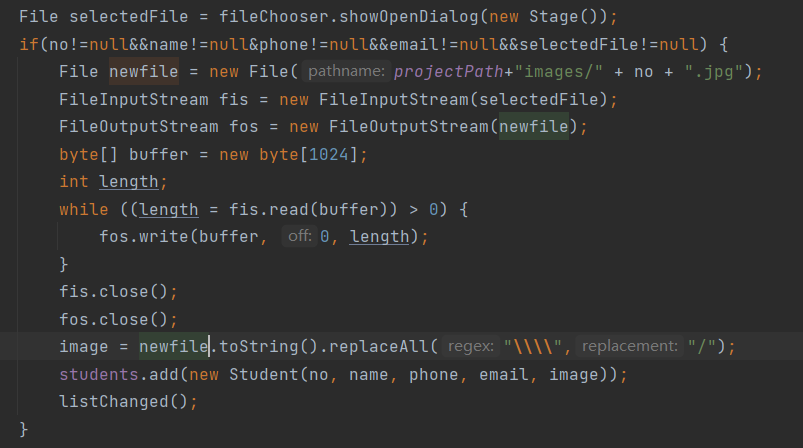 File selectedFile = fileChooser.showOpenDialog(new Stage());
if(no!=null&&name!=null&phone!=null&&email!=null&&selectedFile!=null) {
File newfile = new File( pathname: projectPath+"images/" + no + ".jpg");
FileInputStream fis = new FileInputStream(selectedFile);
FileOutputStream fos = new FileOutputStream(newfile);
byte[] buffer = new byte[1024];
int length;
while ((length = fis.read(buffer)) > 0) {
fos.write(buffer, off: 0, length);
}
fis.close();
fos.close();
image = newfile.toString().replaceAll( regex: "\\\\", replacement: "/");
students.add(new Student(no, name, phone, email, image));
listChanged();
}